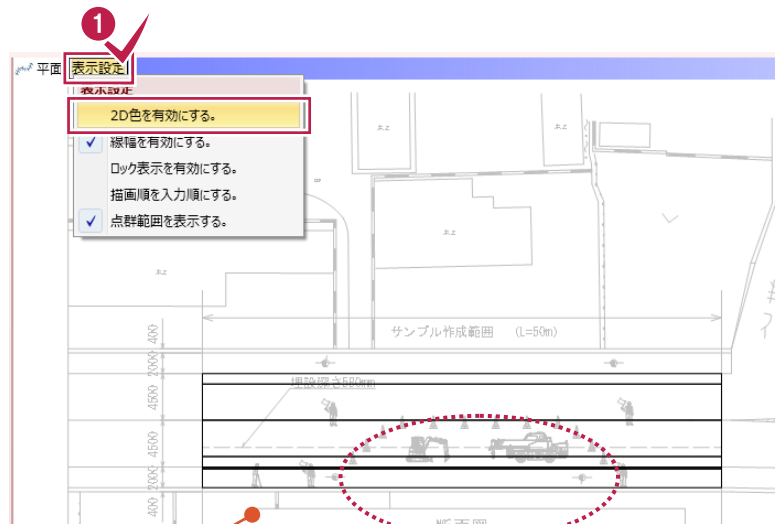 1
平面 表示設定
表示設定
2D色を有効にする。
線幅を有効にする。
ロック表示を有効にする。
描画順を入力順にする。
点群範囲を表示する。
サンプル作成範囲 (L=50m)
400
2000
4500
4500
2000
400
埋設深さ500mm
断面図